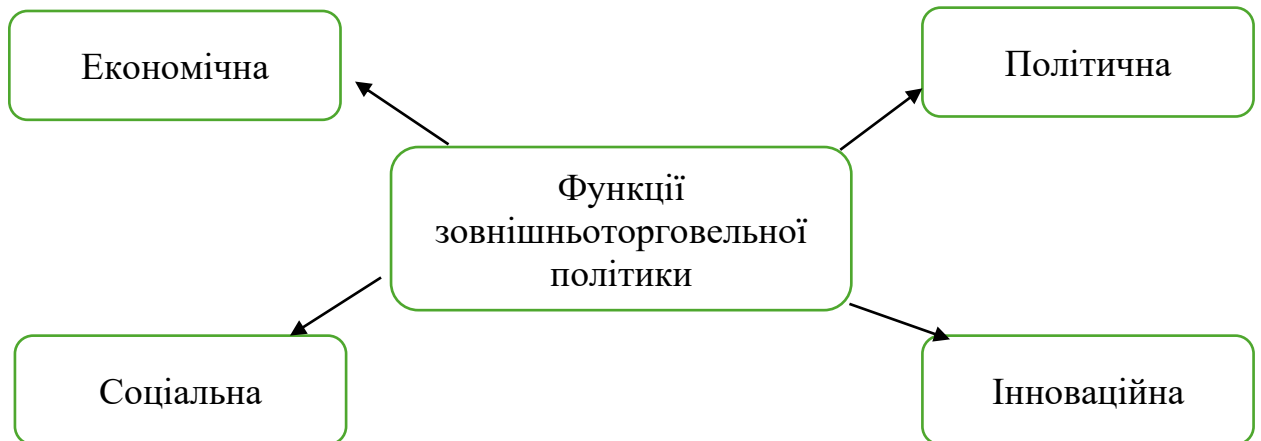 Економічна
Політична
Функції
зовнішньоторговельної
політики
Соціальна
Інноваційна